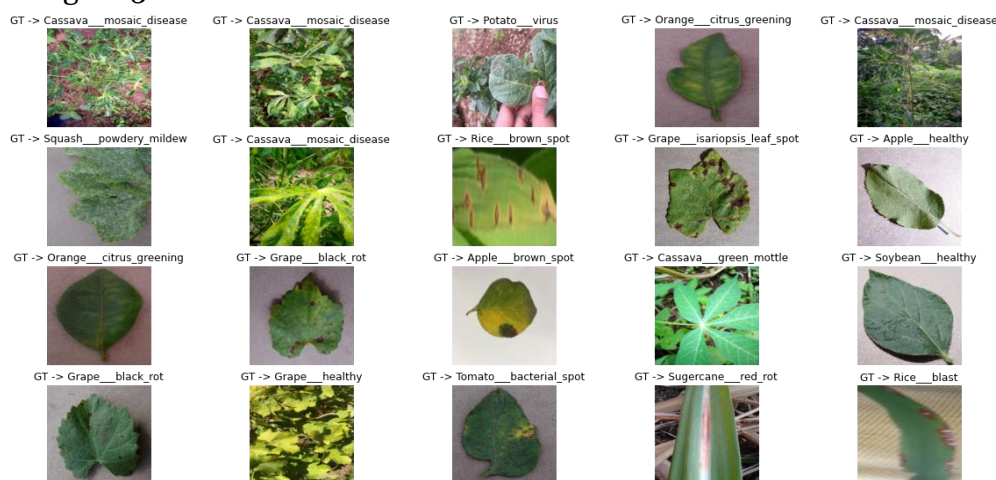 GT -> Cassava___mosaic_disease
GT -> Cassava___mosaic_disease
GT -> Potato___virus
GT -> Orange___citrus_greening
GT -> Cassava___mosaic_disease
GT -> Squash___powdery_mildew
GT -> Cassava___mosaic_disease
GT -> Rice___brown_spot
GT -> Grape___isariopsis_leaf_spot
GT -> Apple___healthy
GT -> Orange___citrus_greening
GT -> Grape___black_rot
GT -> Apple___brown_spot
GT -> Cassava___green_mottle
GT -> Soybean___healthy
GT -> Grape___black_rot
GT -> Grape___healthy
GT -> Tomato___bacterial_spot
GT -> Sugercane___red_rot
GT -> Rice___blast